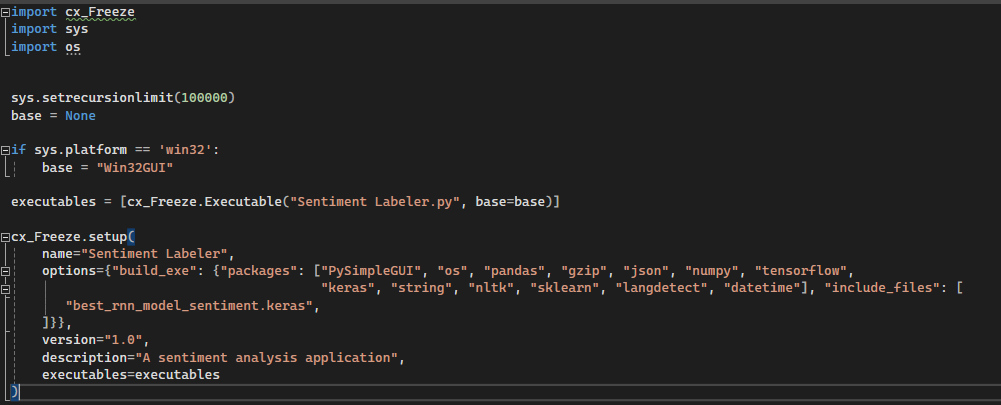 import cx_Freeze
import sys
import os
sys.setrecursionlimit(100000)
base = None
if sys.platform == 'win32':
    base = "Win32GUI"
executables = [cx_Freeze.Executable("Sentiment Labeler.py", base=base)]
cx_Freeze.setup(
    name="Sentiment Labeler",
    options={"build_exe": {"packages": ["PySimpleGUI", "os", "pandas", "gzip", "json", "numpy", "tensorflow",
                                        "keras", "string", "nltk", "sklearn", "langdetect", "datetime"], "include_files": [
       "best_rnn_model_sentiment.keras",
    ]}},
    version="1.0",
    description="A sentiment analysis application",
    executables=executables
)